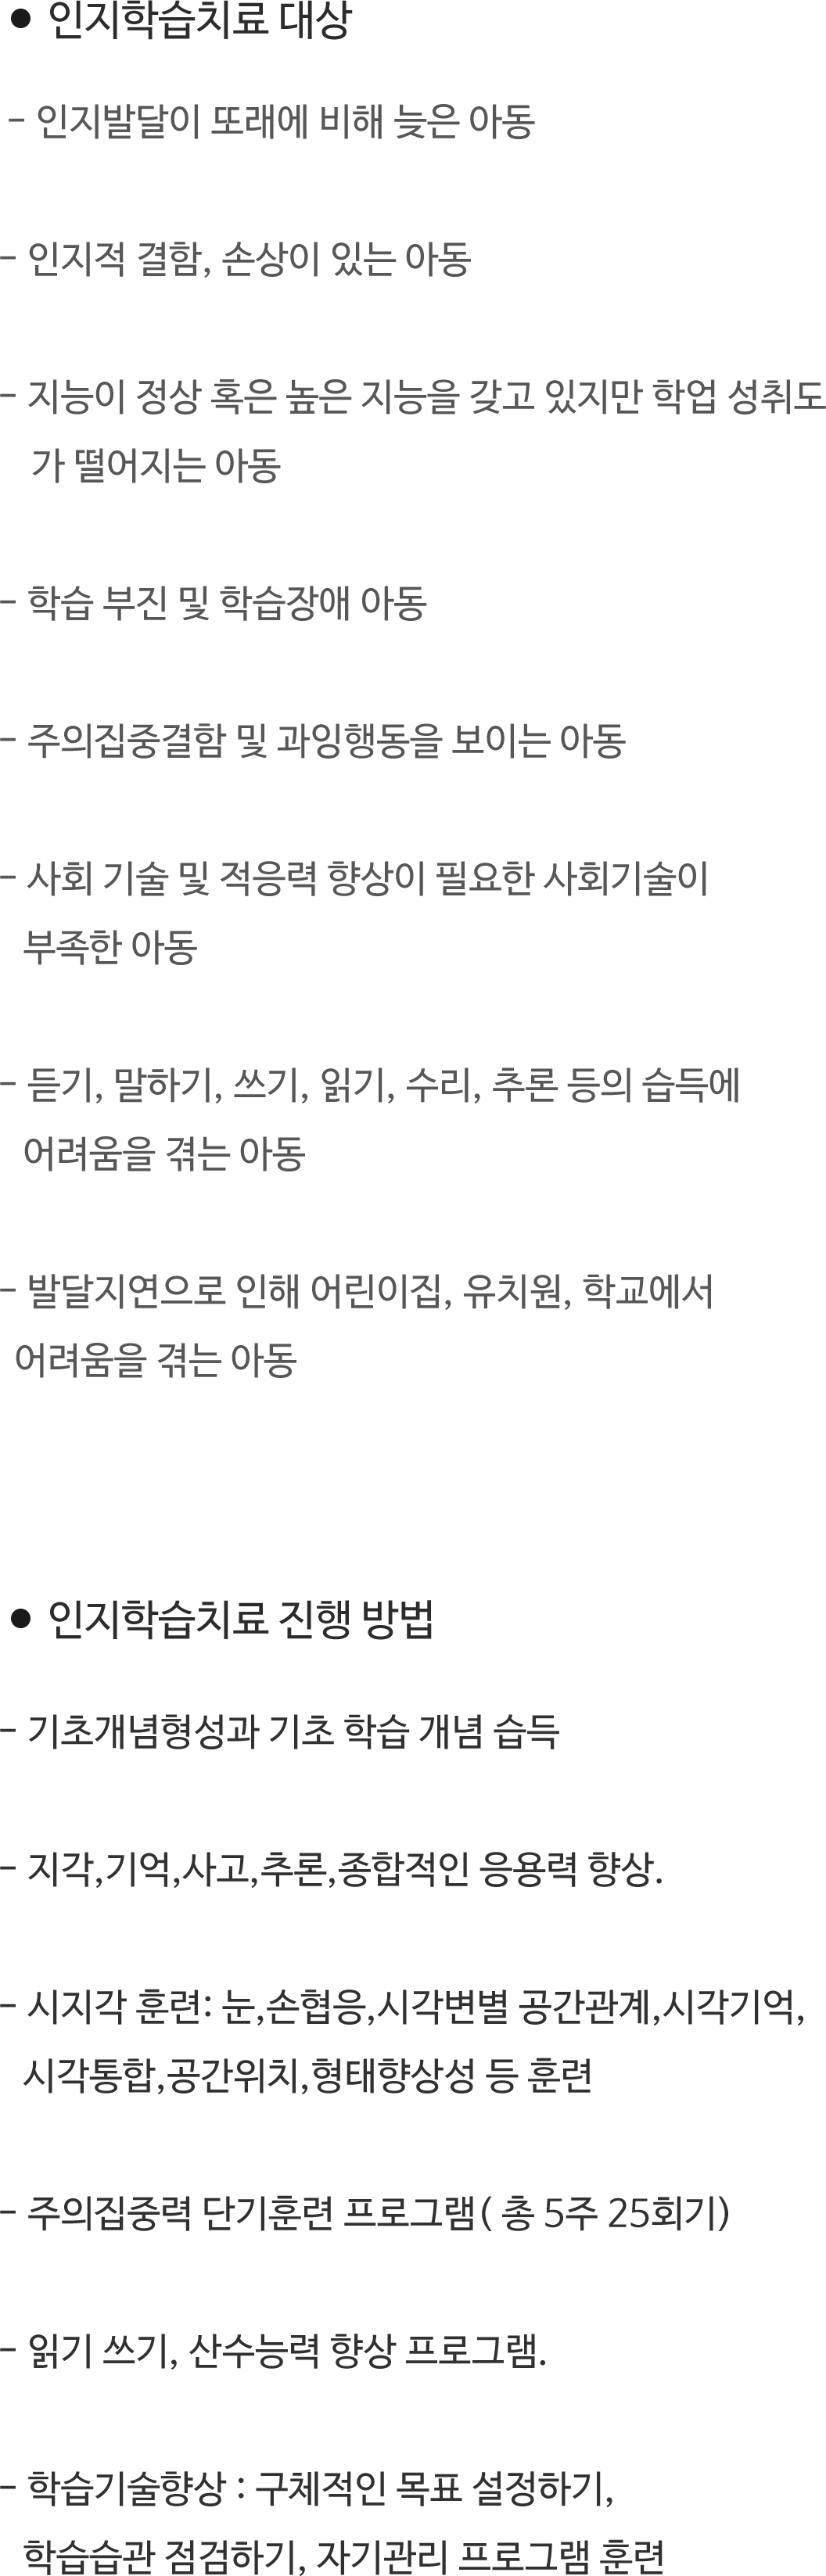 ● 인지학습치료 대상
- 인지발달이 또래에 비해 늦은 아동
- 인지적 결함, 손상이 있는 아동
- 지능이 정상 혹은 높은 지능을 갖고 있지만 학업 성취도
가 떨어지는 아동
- 학습 부진 및 학습장애 아동
- 주의집중결함 및 과잉행동을 보이는 아동
- 사회 기술 및 적응력 향상이 필요한 사회기술이
부족한 아동
- 듣기, 말하기, 쓰기, 읽기, 수리, 추론 등의 습득에
어려움을 겪는 아동
- 발달지연으로 인해 어린이집, 유치원, 학교에서
어려움을 겪는 아동
● 인지학습치료 진행 방법
- 기초개념형성과 기초 학습 개념 습득
- 지각,기억,사고,추론,종합적인 응용력 향상.
- 시지각 훈련: 눈,손협응,시각변별 공간관계,시각기억,
시각통합,공간위치,형태항상성 등 훈련
- 주의집중력 단기훈련 프로그램( 총 5주 25회기)
- 읽기 쓰기, 산수능력 향상 프로그램.
- 학습기술향상 : 구체적인 목표 설정하기,
학습습관 점검하기, 자기관리 프로그램 훈련